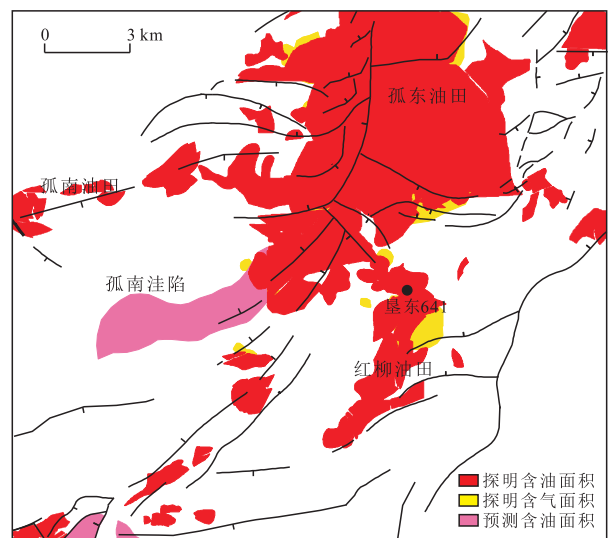 0 3 km
孤东油田
孤南油田
孤南洼陷
垦东641
红柳油田
探明含油面积
探明含气面积
预测含油面积